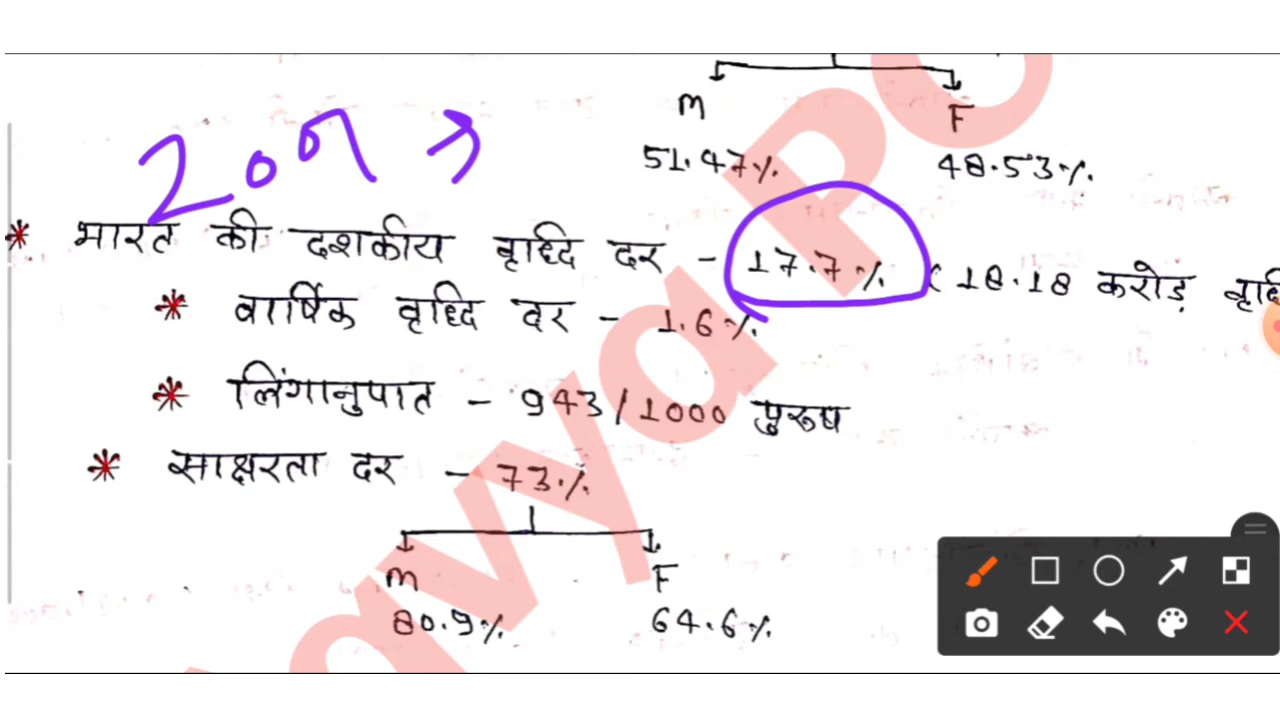 M F
51.47% 48.53%
200१ →
* भारत की दशकीय वृध्दि दर - 17.7% ( 18.18 करोड़
* वार्षिक वृध्दि दर - 1.6%
* लिंगानुपात - 943/1000 पुरूष
* साक्षरता दर - 73%
M F
80.9% 64.6%